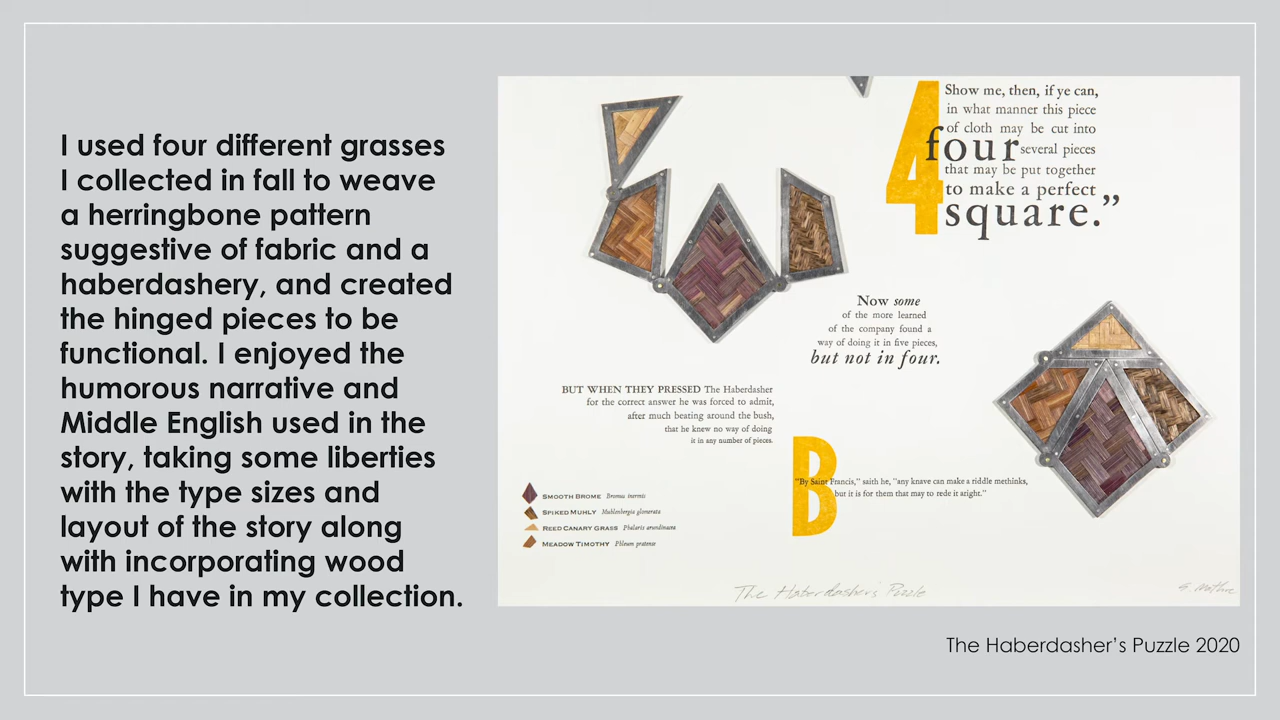 I used four different grasses
I collected in fall to weave
a herringbone pattern
suggestive of fabric and a
haberdashery, and created
the hinged pieces to be
functional. I enjoyed the
humorous narrative and
Middle English used in the
story, taking some liberties
with the type sizes and
layout of the story along
with incorporating wood
type I have in my collection.
4
Show me, then, if ye can,
in what manner this piece
of cloth may be cut into
four several pieces
that may be put together
to make a perfect
square.”
Now some
of the more learned
of the company found a
way of doing it in five pieces,
but not in four.
BUT WHEN THEY PRESSED The Haberdasher
for the correct answer he was forced to admit,
after much beating around the bush,
that he knew no way of doing
it in any number of pieces.
B
"By Saint Francis," saith he, "any knave can make a riddle methinks,
but it is for them that may to rede it aright."
SMOOTH BROME Bromus inermis
SPIKED MUHLY Muhlenbergia glomerata
REED CANARY GRASS Phalaris arundinacea
MEADOW TIMOTHY Phleum pratense
The Haberdasher's Puzzle
The Haberdasher’s Puzzle 2020